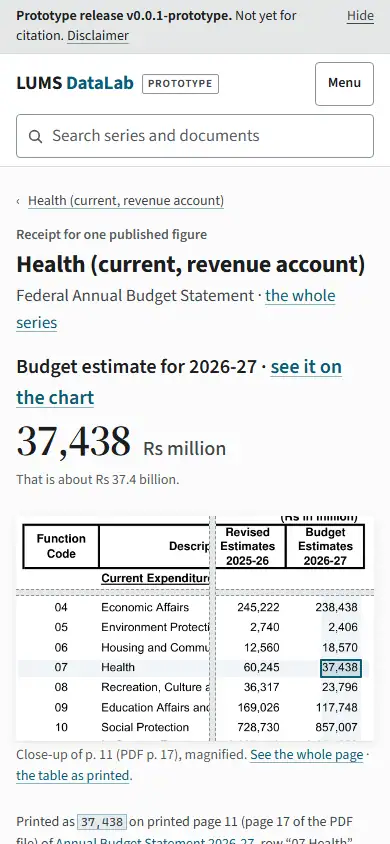 Prototype release v0.0.1-prototype. Not yet for Hide
citation. Disclaimer
LUMS DataLab PROTOTYPE Menu
Search series and documents
‹ Health (current, revenue account)
Receipt for one published figure
Health (current, revenue account)
Federal Annual Budget Statement · the whole
series
Budget estimate for 2026-27 · see it on
the chart
37,438 Rs million
That is about Rs 37.4 billion.
(Rs in million)
Function Code Descrip Revised Estimates 2025-26 Budget Estimates 2026-27
Current Expenditure
04 Economic Affairs 245,222 238,438
05 Environment Protecti 2,740 2,406
06 Housing and Commu 12,560 18,570
07 Health 60,245 37,438
08 Recreation, Culture a 36,317 23,796
09 Education Affairs and 169,026 117,748
10 Social Protection 728,730 857,007
Close-up of p. 11 (PDF p. 17), magnified. See the whole page ·
the table as printed.
Printed as 37,438 on printed page 11 (page 17 of the PDF
file) of Annual Budget Statement 2026-27, row “07 Health”